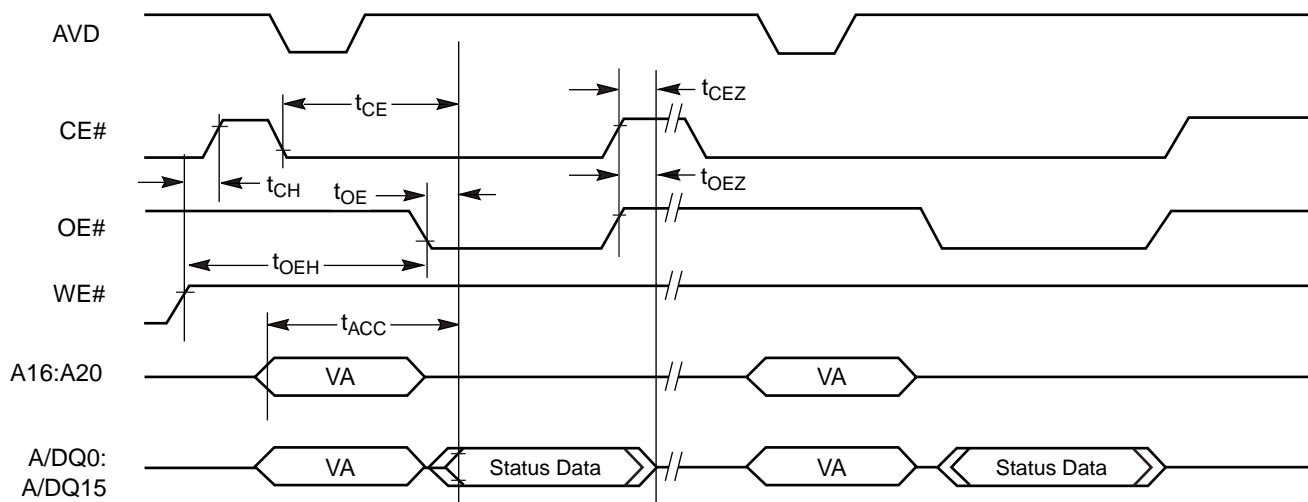 AVD
tCEZ
tCE
CE#
tCH
tOE
tOEZ
OE#
tOEH
WE#
tACC
A16:A20
VA
VA
A/DQ0:
A/DQ15
VA
Status Data
VA
Status Data